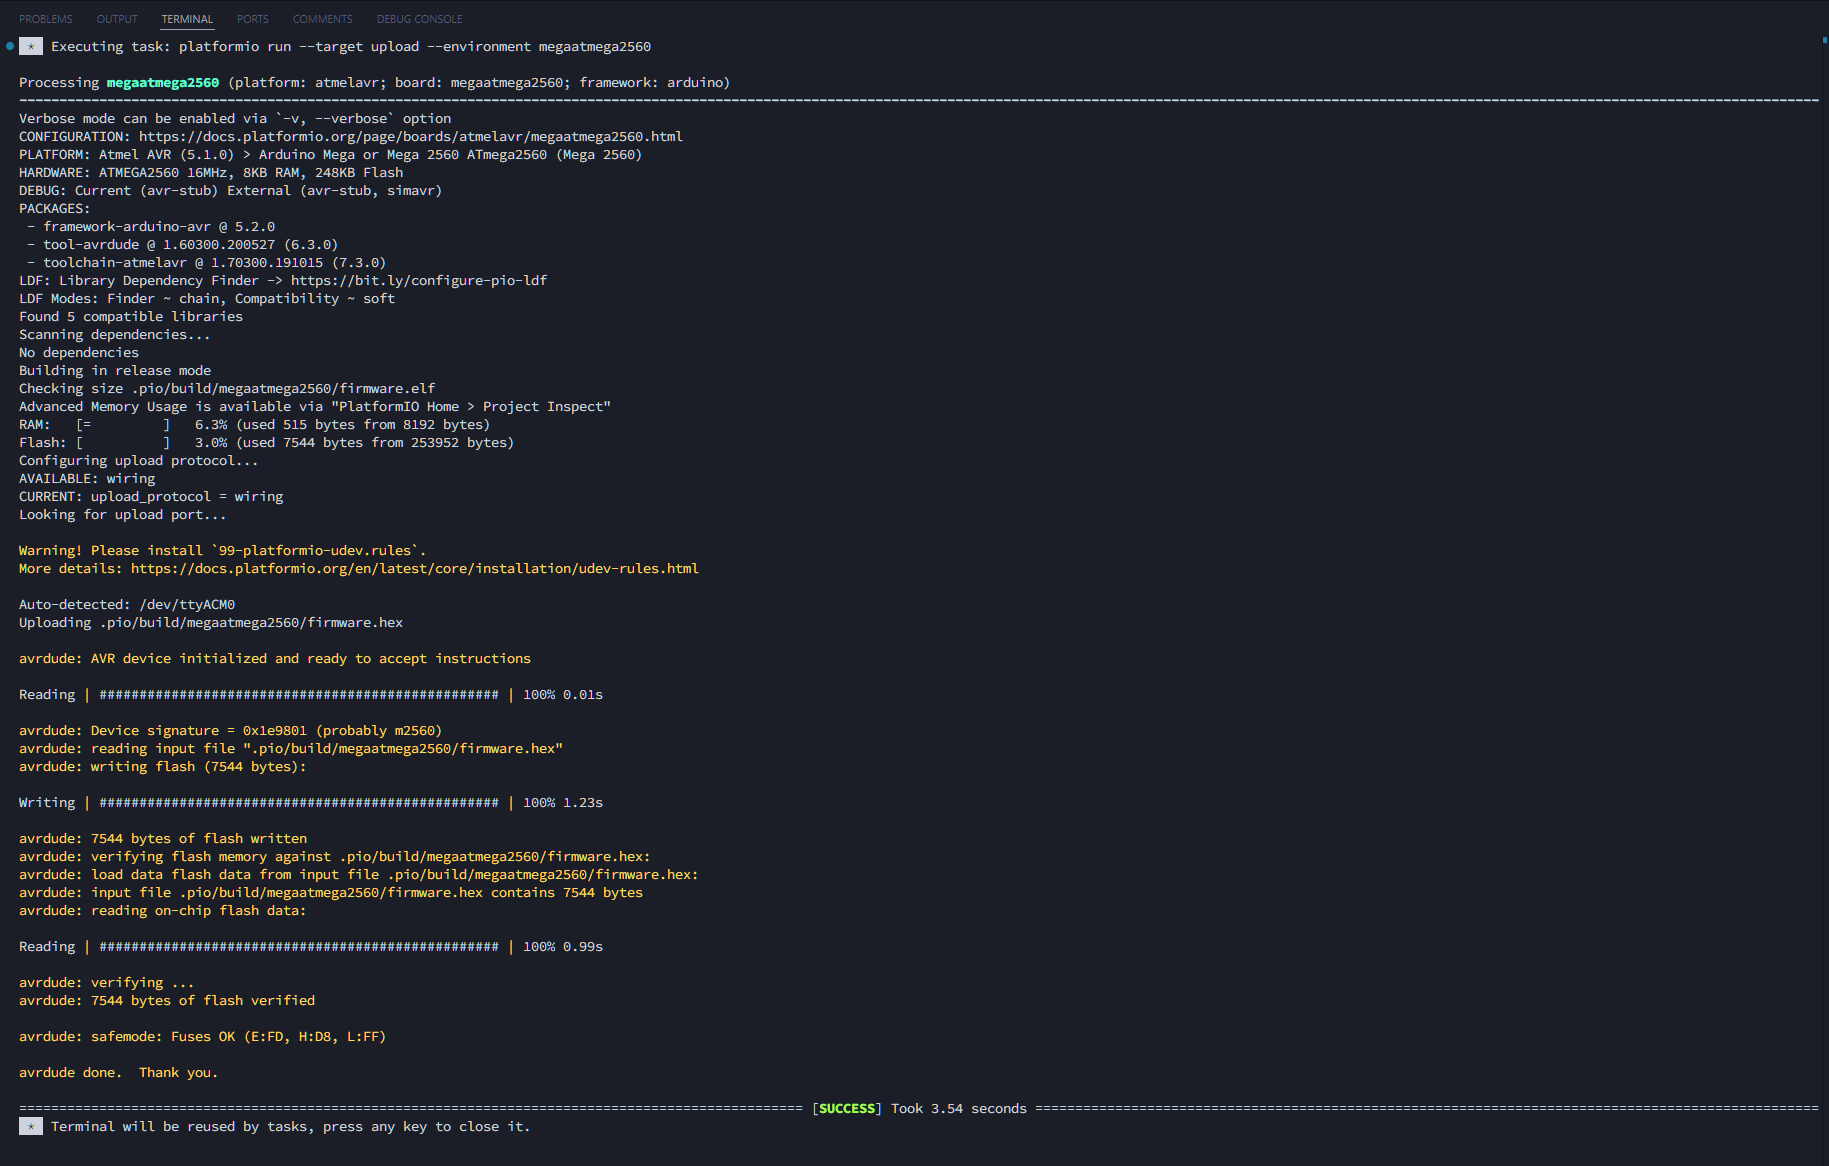 PROBLEMS OUTPUT TERMINAL PORTS COMMENTS DEBUG CONSOLE
* Executing task: platformio run --target upload --environment megaatmega2560
Processing megaatmega2560 (platform: atmelavr; board: megaatmega2560; framework: arduino)
--------------------------------------------------------------------------------
Verbose mode can be enabled via `-v, --verbose` option
CONFIGURATION: https://docs.platformio.org/page/boards/atmelavr/megaatmega2560.html
PLATFORM: Atmel AVR (5.1.0) > Arduino Mega or Mega 2560 ATmega2560 (Mega 2560)
HARDWARE: ATMEGA2560 16MHz, 8KB RAM, 248KB Flash
DEBUG: Current (avr-stub) External (avr-stub, simavr)
PACKAGES:
 - framework-arduino-avr @ 5.2.0
 - tool-avrdude @ 1.60300.200527 (6.3.0)
 - toolchain-atmelavr @ 1.70300.191015 (7.3.0)
LDF: Library Dependency Finder -> https://bit.ly/configure-pio-ldf
LDF Modes: Finder ~ chain, Compatibility ~ soft
Found 5 compatible libraries
Scanning dependencies...
No dependencies
Building in release mode
Checking size .pio/build/megaatmega2560/firmware.elf
Advanced Memory Usage is available via "PlatformIO Home > Project Inspect"
RAM:   [=         ]   6.3% (used 515 bytes from 8192 bytes)
Flash: [          ]   3.0% (used 7544 bytes from 253952 bytes)
Configuring upload protocol...
AVAILABLE: wiring
CURRENT: upload_protocol = wiring
Looking for upload port...
Warning! Please install `99-platformio-udev.rules`.
More details: https://docs.platformio.org/en/latest/core/installation/udev-rules.html
Auto-detected: /dev/ttyACM0
Uploading .pio/build/megaatmega2560/firmware.hex
avrdude: AVR device initialized and ready to accept instructions
Reading | ################################################## | 100% 0.01s
avrdude: Device signature = 0x1e9801 (probably m2560)
avrdude: reading input file ".pio/build/megaatmega2560/firmware.hex"
avrdude: writing flash (7544 bytes):
Writing | ################################################## | 100% 1.23s
avrdude: 7544 bytes of flash written
avrdude: verifying flash memory against .pio/build/megaatmega2560/firmware.hex:
avrdude: load data flash data from input file .pio/build/megaatmega2560/firmware.hex:
avrdude: input file .pio/build/megaatmega2560/firmware.hex contains 7544 bytes
avrdude: reading on-chip flash data:
Reading | ################################################## | 100% 0.99s
avrdude: verifying ...
avrdude: 7544 bytes of flash verified
avrdude: safemode: Fuses OK (E:FD, H:D8, L:FF)
avrdude done.  Thank you.
================================================== [SUCCESS] Took 3.54 seconds ==================================================
* Terminal will be reused by tasks, press any key to close it.